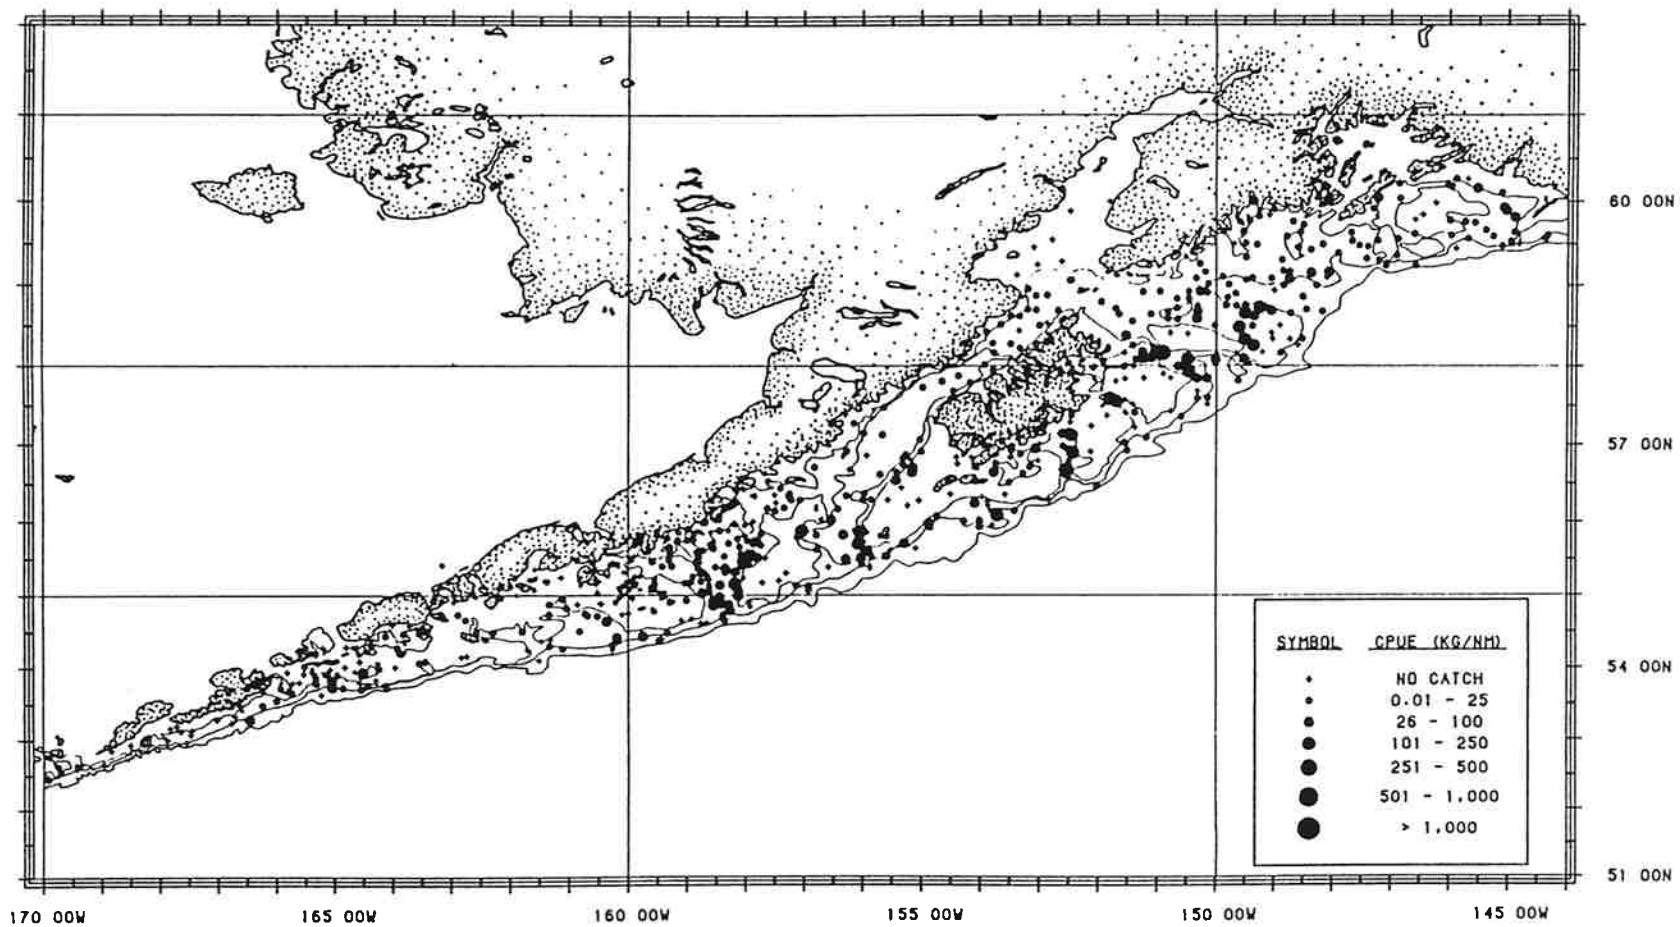 60 00N
57 00N
54 00N
51 00N
SYMBOL CPUE (KG/NM)
NO CATCH
0.01 - 25
26 - 100
101 - 250
251 - 500
501 - 1,000
> 1,000
170 00W 165 00W 160 00W 155 00W 150 00W 145 00W